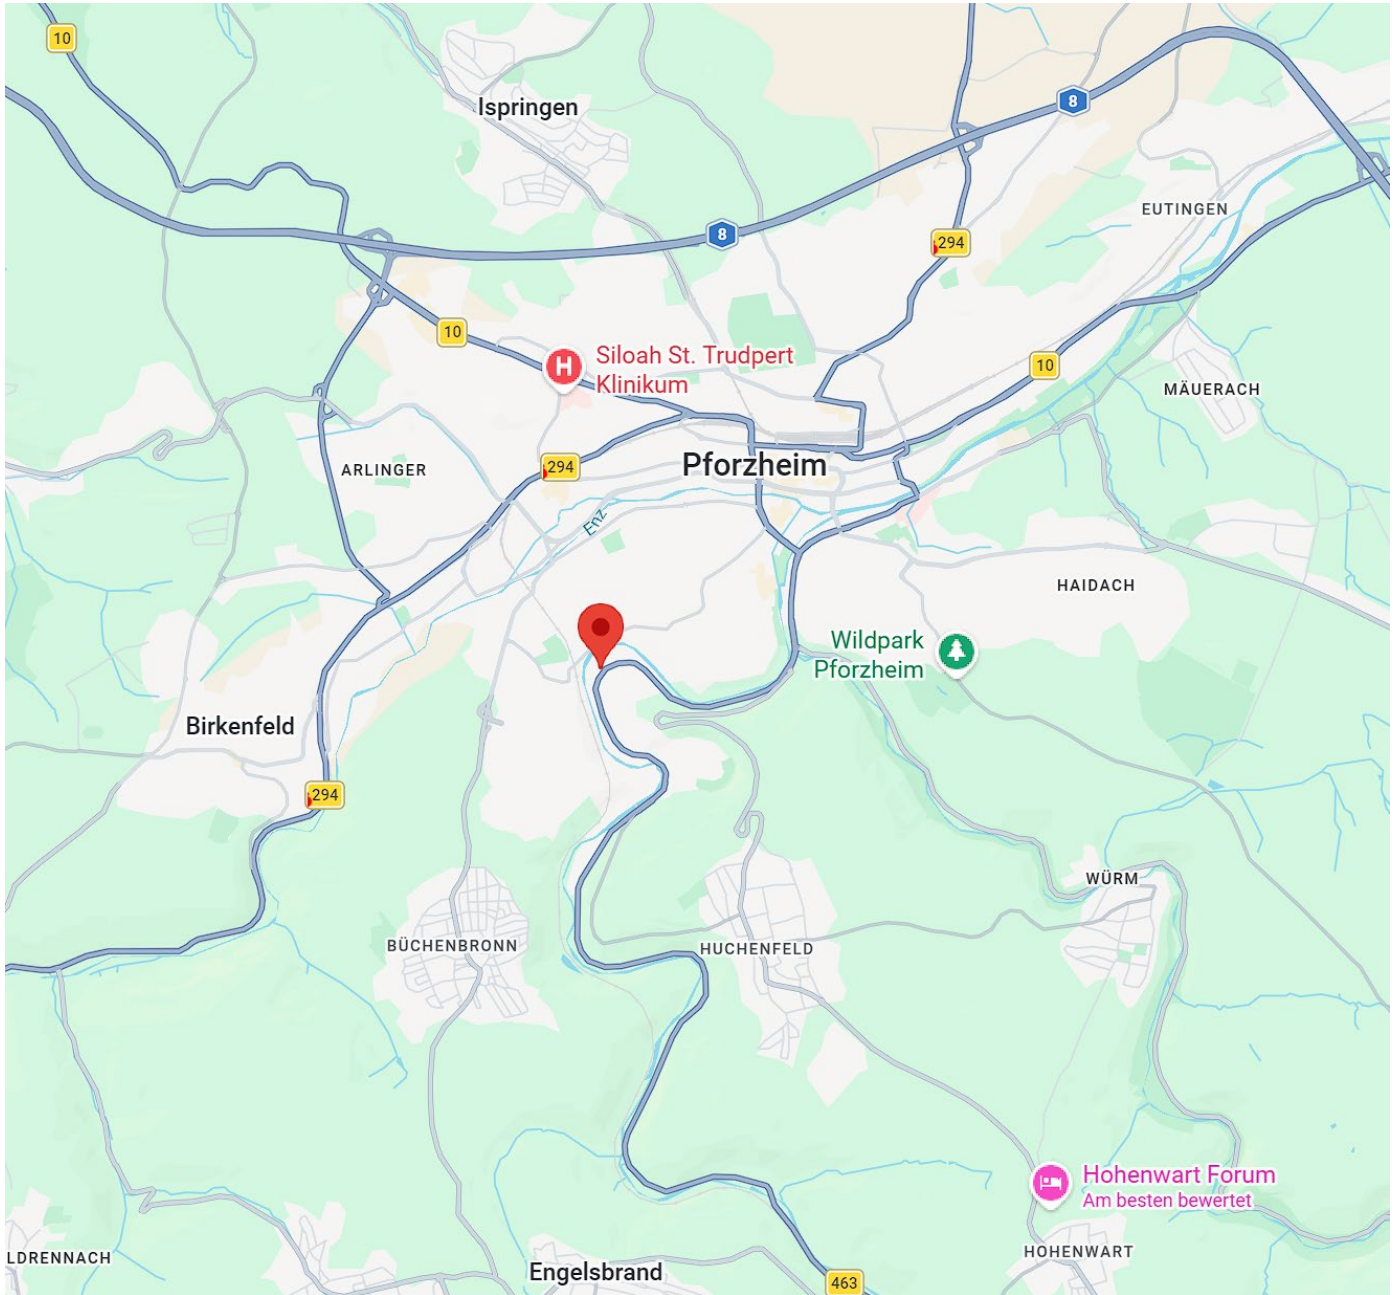 10
Ispringen
8
EUTINGEN
8
294
10
Siloah St. Trudpert
Klinikum
10
MÄUERACH
ARLINGER
294
Pforzheim
Enz
HAIDACH
Wildpark
Pforzheim
Birkenfeld
294
WÜRM
BÜCHENBRONN
HUCHENFELD
Hohenwart Forum
Am besten bewertet
LDRENNACH
HOHENWART
Engelsbrand
463